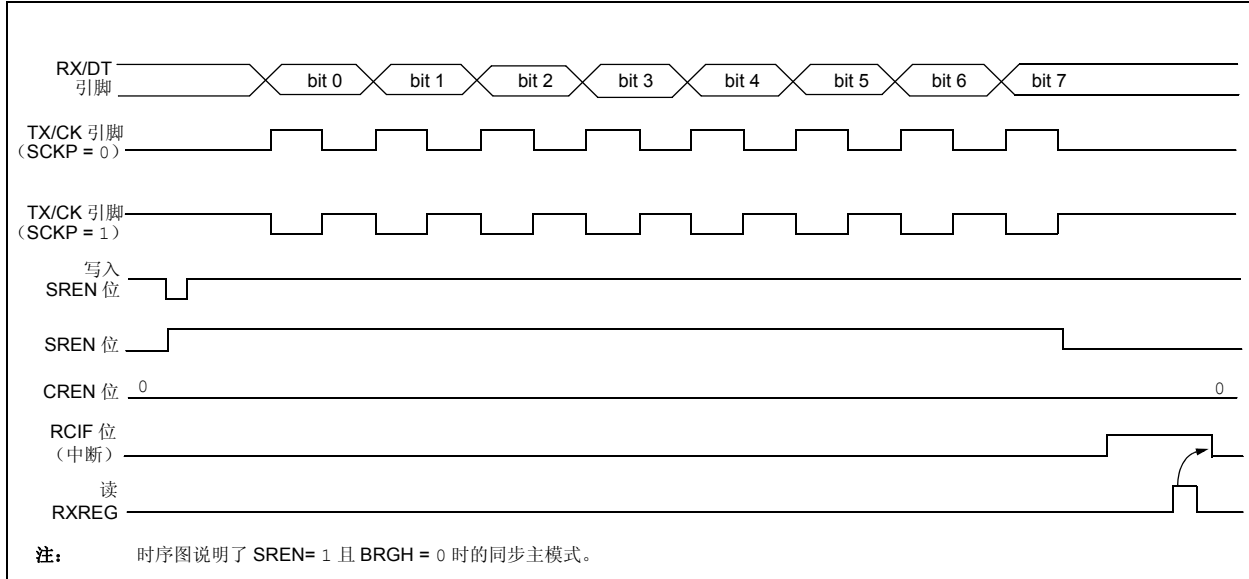 RX/DT
引脚
bit 0 bit 1 bit 2 bit 3 bit 4 bit 5 bit 6 bit 7
TX/CK 引脚
（SCKP = 0）
TX/CK 引脚
（SCKP = 1）
写入
SREN 位
SREN 位
CREN 位 0 0
RCIF 位
（中断）
读
RXREG
注： 时序图说明了 SREN= 1 且 BRGH = 0 时的同步主模式。